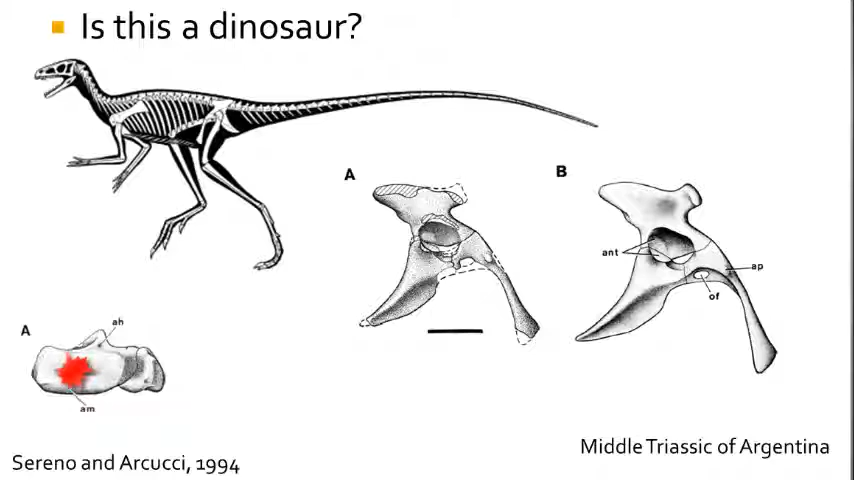 Is this a dinosaur?
A
B
ant
ap
of
A
ah
am
Middle Triassic of Argentina
Sereno and Arcucci, 1994